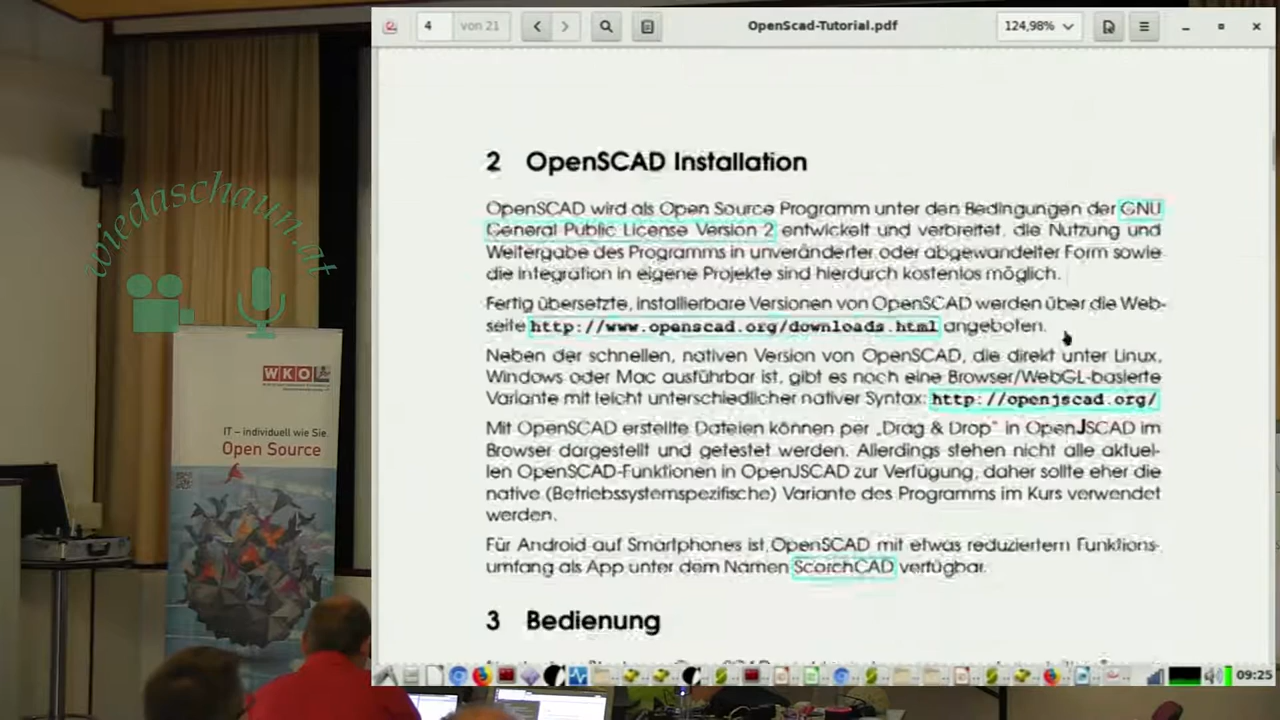 4 von 21 OpenScad-Tutorial.pdf 124,98%
2 OpenSCAD Installation
OpenSCAD wird als Open Source Programm unter den Bedingungen der GNU
General Public License Version 2 entwickelt und verbreitet, die Nutzung und
Weitergabe des Programms in unveränderter oder abgewandelter Form sowie
die Integration in eigene Projekte sind hierdurch kostenlos möglich.
Fertig übersetzte, installierbare Versionen von OpenSCAD werden über die Web-
seite http://www.openscad.org/downloads.html angeboten.
Neben der schnellen, nativen Version von OpenSCAD, die direkt unter Linux,
Windows oder Mac ausführbar ist, gibt es noch eine Browser/WebGL-basierte
Variante mit leicht unterschiedlicher nativer Syntax: http://openjscad.org/
Mit OpenSCAD erstellte Dateien können per „Drag & Drop“ in OpenJSCAD im
Browser dargestellt und getestet werden. Allerdings stehen nicht alle aktuel-
len OpenSCAD-Funktionen in OpenJSCAD zur Verfügung, daher sollte eher die
native (Betriebssystemspezifische) Variante des Programms im Kurs verwendet
werden.
Für Android auf Smartphones ist OpenSCAD mit etwas reduziertem Funktions-
umfang als App unter dem Namen ScorchCAD verfügbar.
3 Bedienung
09:25
wiedaschaun.at
WKO
IT – individuell wie Sie.
Open Source